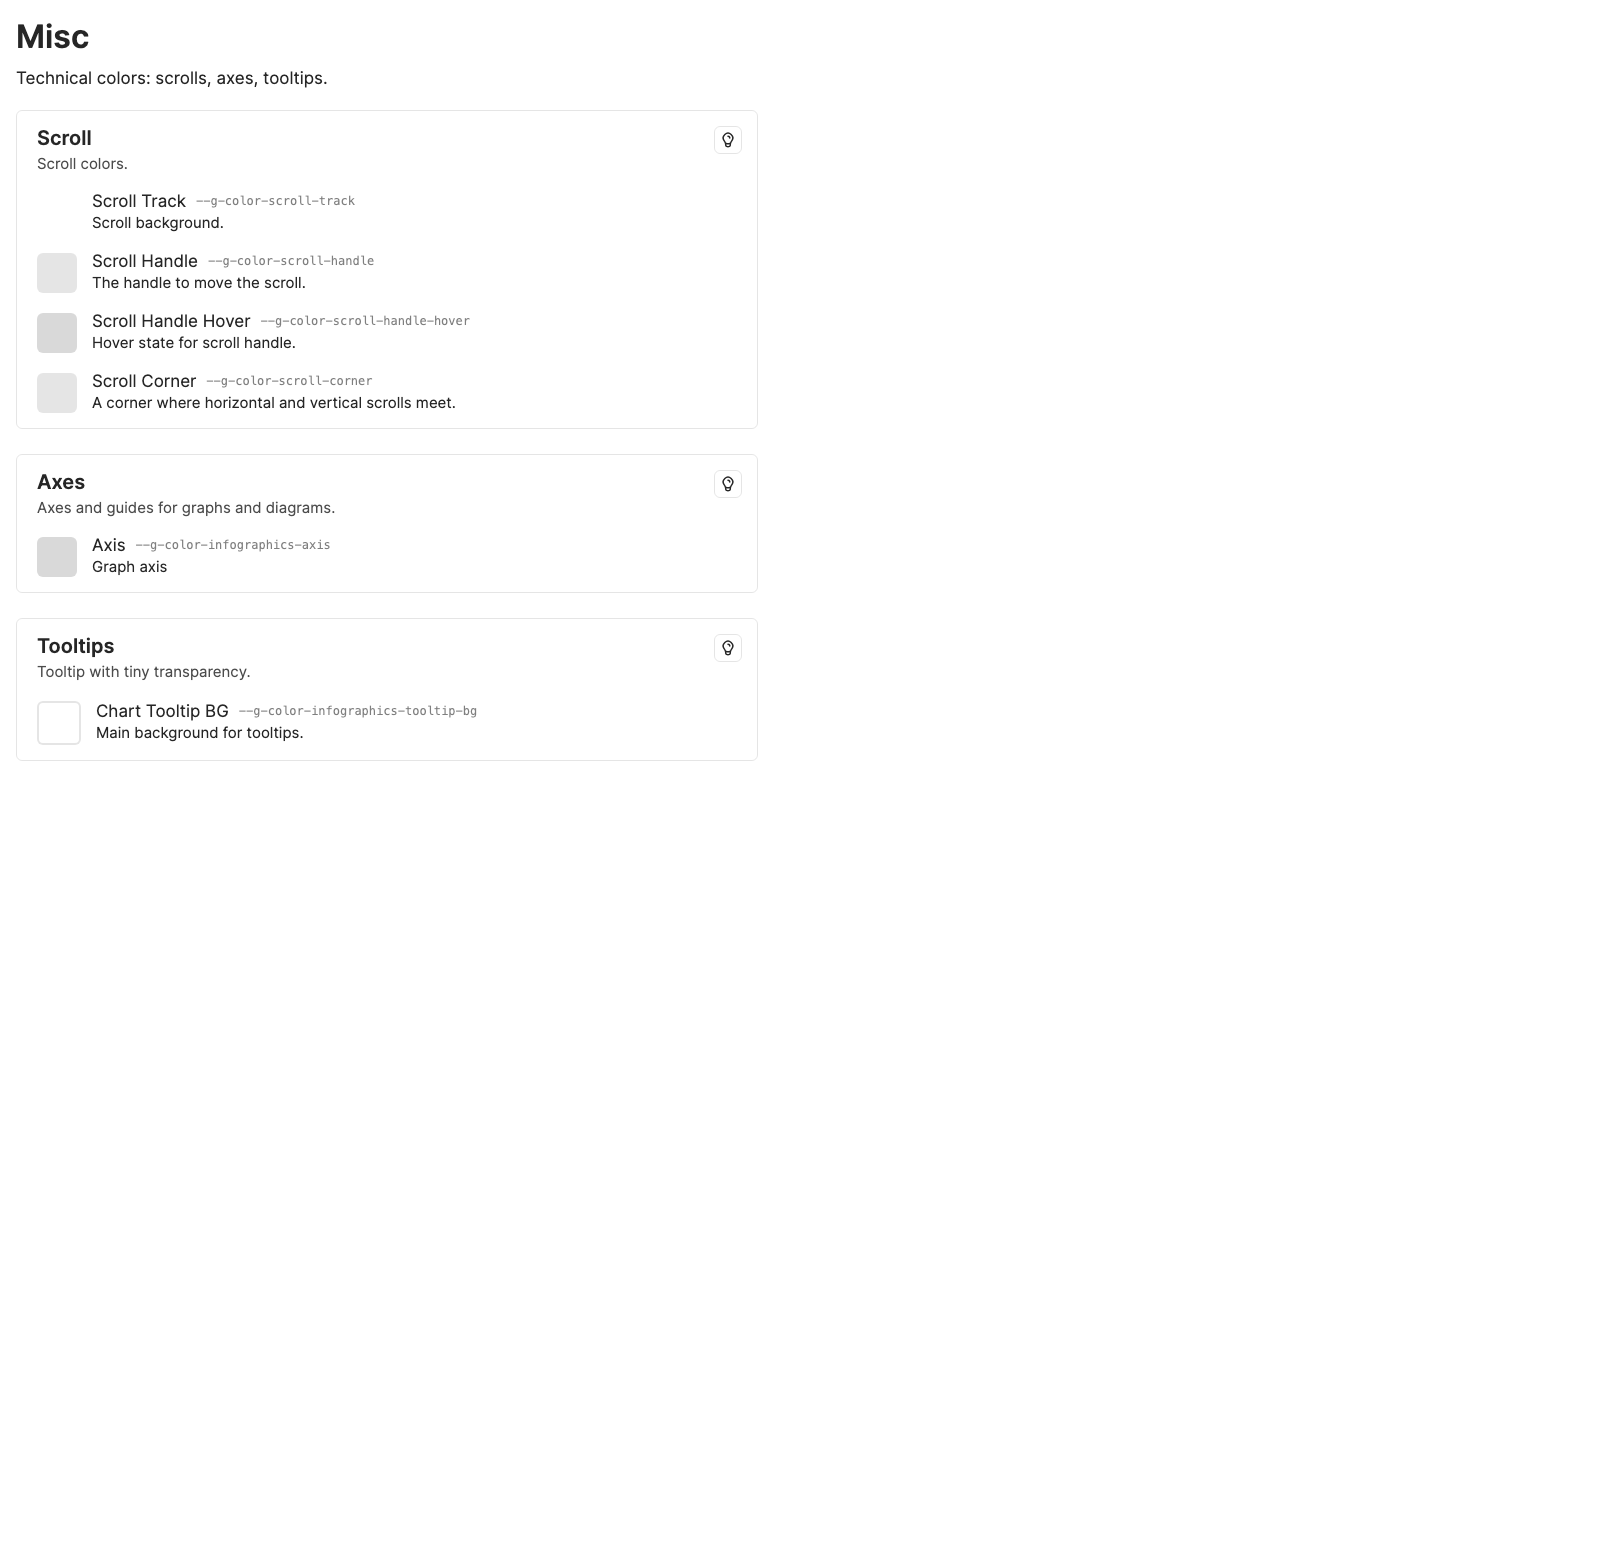 Misc
Technical colors: scrolls, axes, tooltips.
Scroll
Scroll colors.
Scroll Track --g-color-scroll-track
Scroll background.
Scroll Handle --g-color-scroll-handle
The handle to move the scroll.
Scroll Handle Hover --g-color-scroll-handle-hover
Hover state for scroll handle.
Scroll Corner --g-color-scroll-corner
A corner where horizontal and vertical scrolls meet.
Axes
Axes and guides for graphs and diagrams.
Axis --g-color-infographics-axis
Graph axis
Tooltips
Tooltip with tiny transparency.
Chart Tooltip BG --g-color-infographics-tooltip-bg
Main background for tooltips.